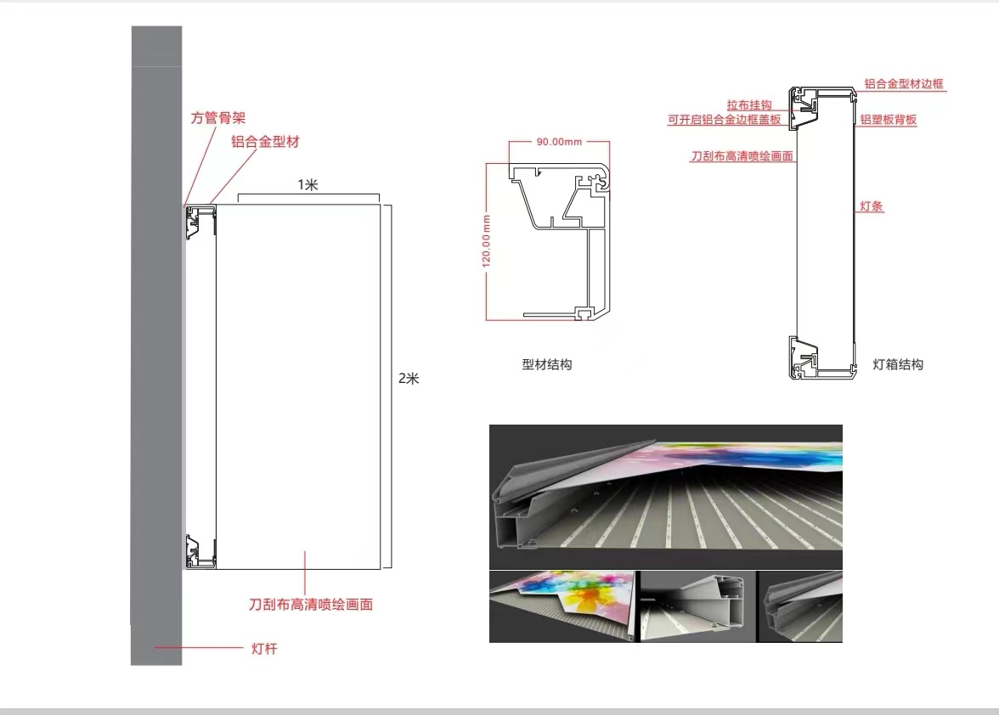 方管骨架
铝合金型材
1米
2米
刀刮布高清喷绘画面
灯杆
90.00mm
120.00mm
型材结构
铝合金型材边框
拉布挂钩
可开启铝合金边框盖板
铝塑板背板
刀刮布高清喷绘画面
灯条
灯箱结构